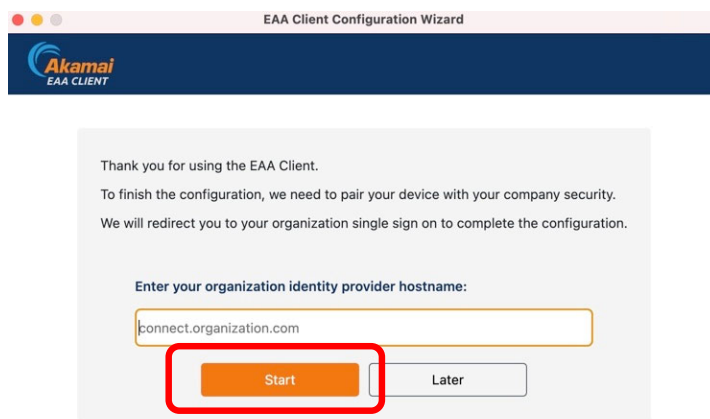 EAA Client Configuration Wizard
Akamai
EAA CLIENT
Thank you for using the EAA Client.
To finish the configuration, we need to pair your device with your company security.
We will redirect you to your organization single sign on to complete the configuration.
Enter your organization identity provider hostname:
connect.organization.com
Start
Later